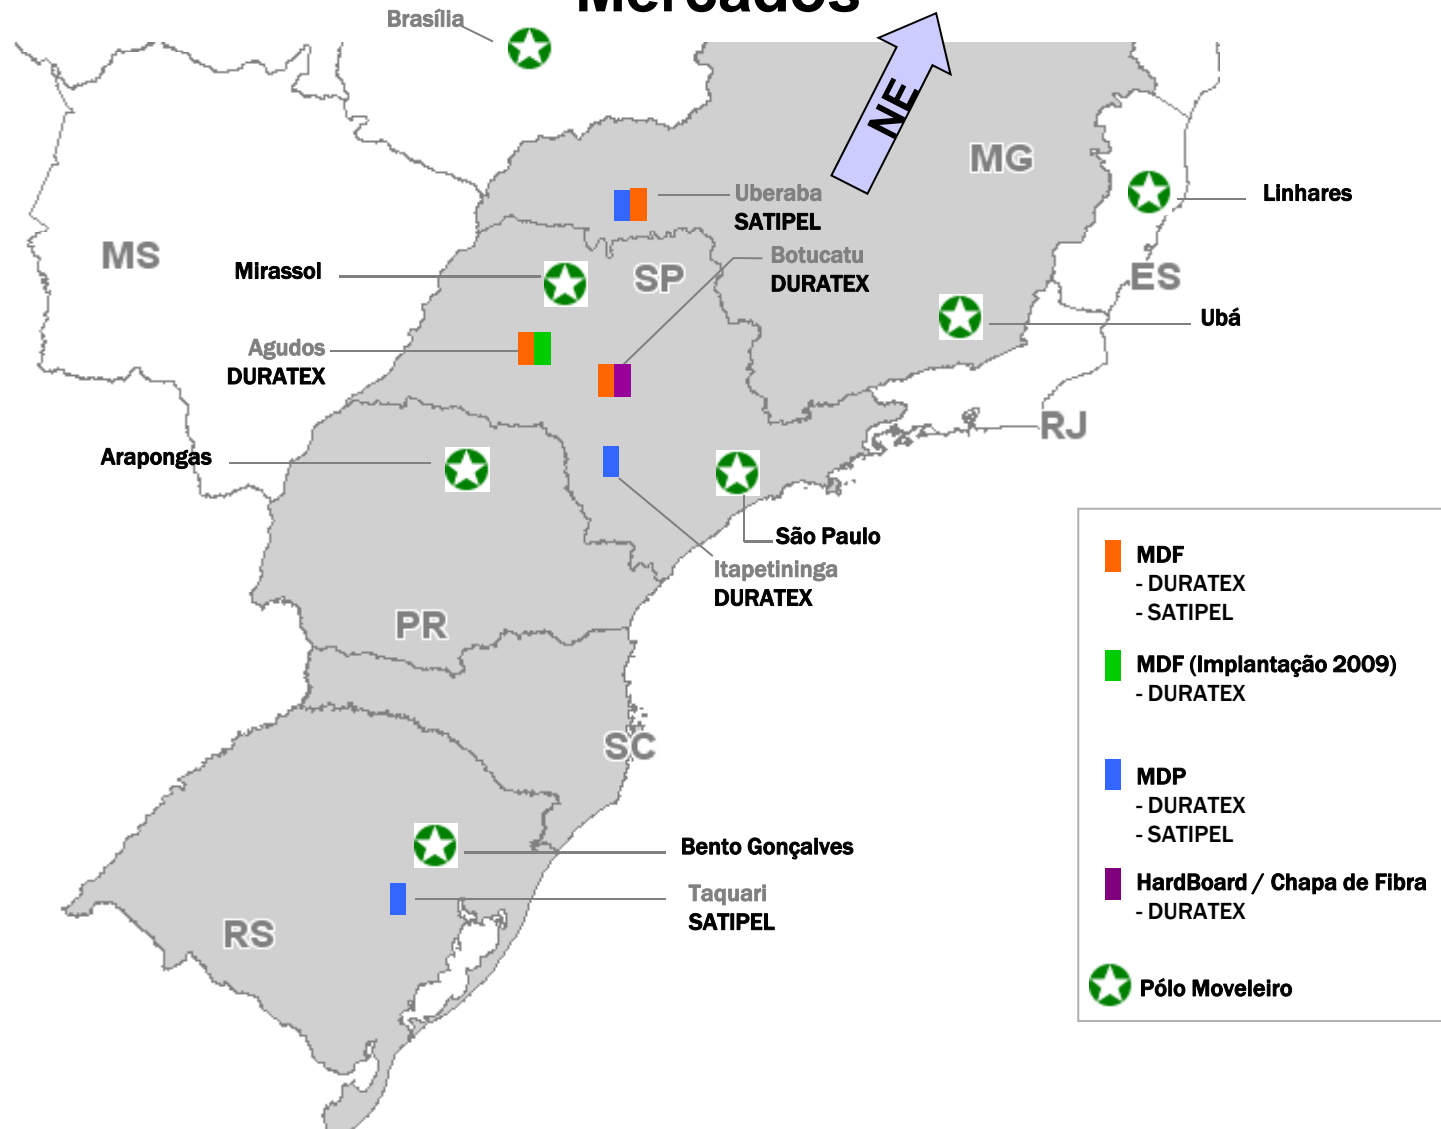 Mercados
Brasília
NE
MG
Uberaba
SATIPEL
Linhares
MS
Mirassol
SP
Botucatu
DURATEX
ES
Ubá
Agudos
DURATEX
RJ
Arapongas
São Paulo
Itapetininga
DURATEX
PR
SC
Bento Gonçalves
Taquari
SATIPEL
RS
MDF
- DURATEX
- SATIPEL
MDF (Implantação 2009)
- DURATEX
MDP
- DURATEX
- SATIPEL
HardBoard / Chapa de Fibra
- DURATEX
Pólo Moveleiro